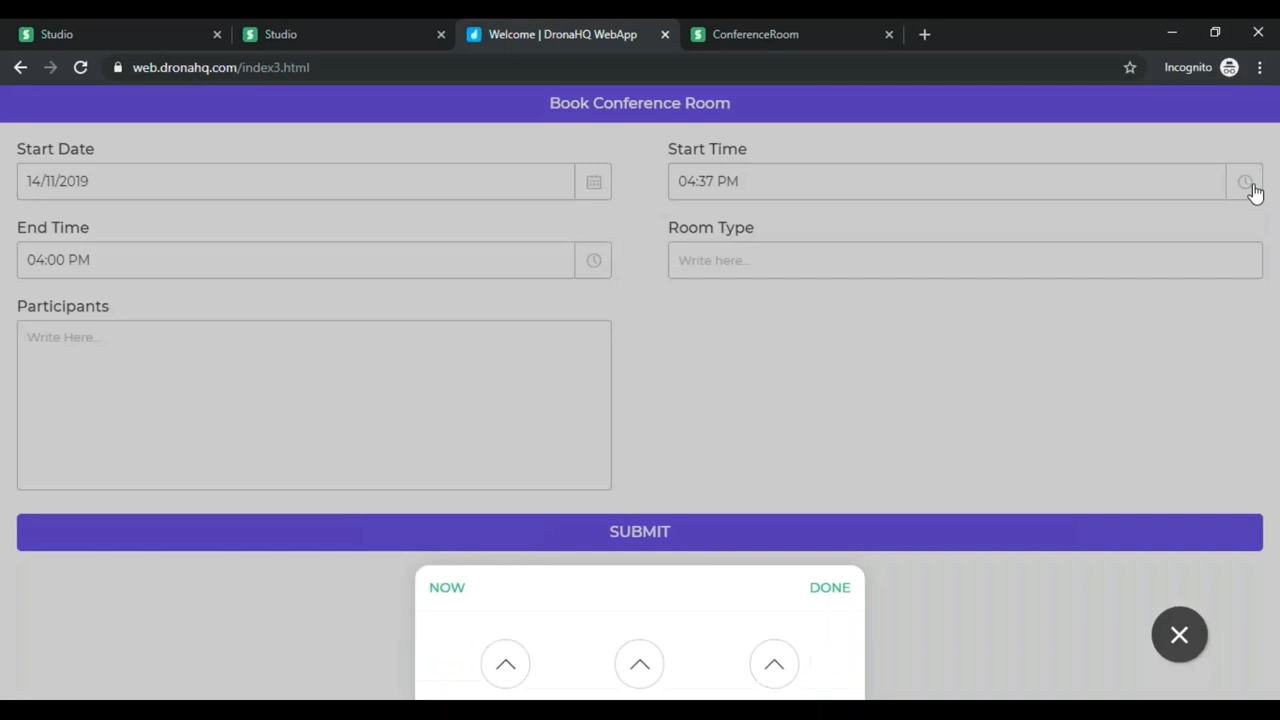 Studio
Studio
Welcome | DronaHQ WebApp
ConferenceRoom
web.dronahq.com/index3.html
Incognito
Book Conference Room
Start Date
Start Time
14/11/2019
04:37 PM
End Time
Room Type
04:00 PM
Write here...
Participants
Write Here...
SUBMIT
NOW
DONE